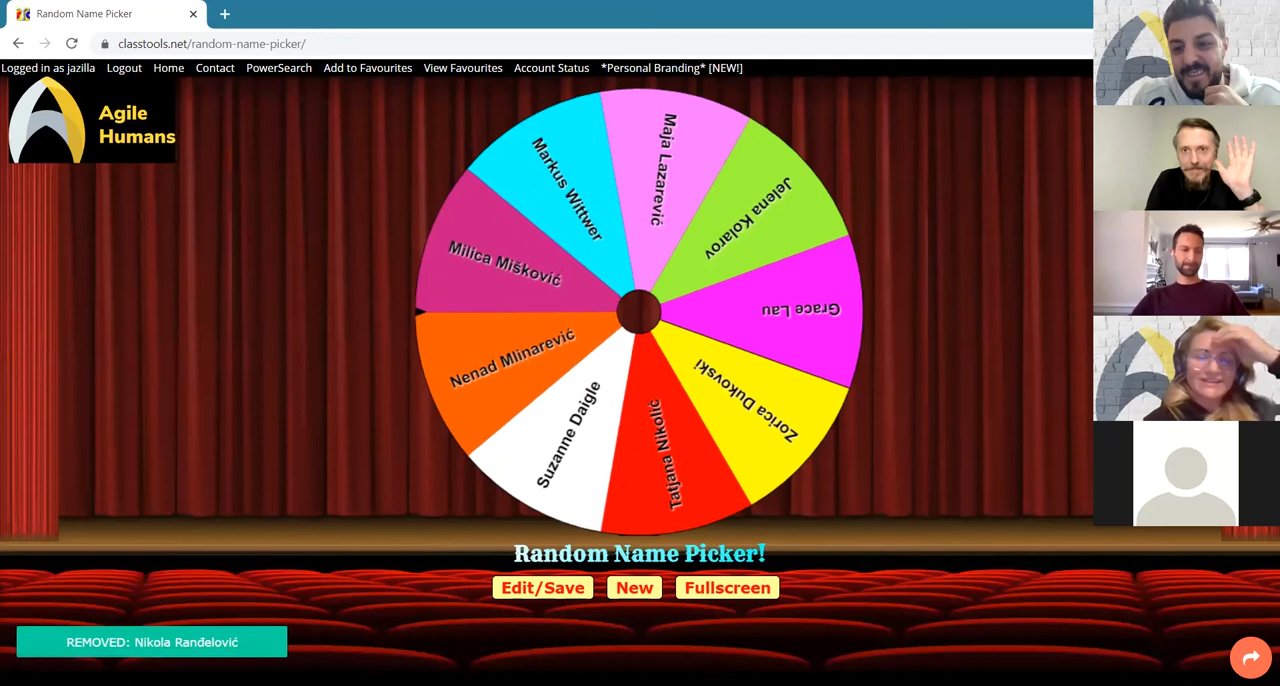 Random Name Picker
classtools.net/random-name-picker/
Logged in as jazilla Logout Home Contact PowerSearch Add to Favourites View Favourites Account Status *Personal Branding* [NEW!]
Agile
Humans
Maja Lazarević
Jelena Kolarov
Grace Lau
Zorica Dukovski
Tatjana Nikolić
Suzanne Daigle
Nenad Mlinarević
Milica Mišković
Markus Wittwer
Random Name Picker!
Edit/Save New Fullscreen
REMOVED: Nikola Ranđelović